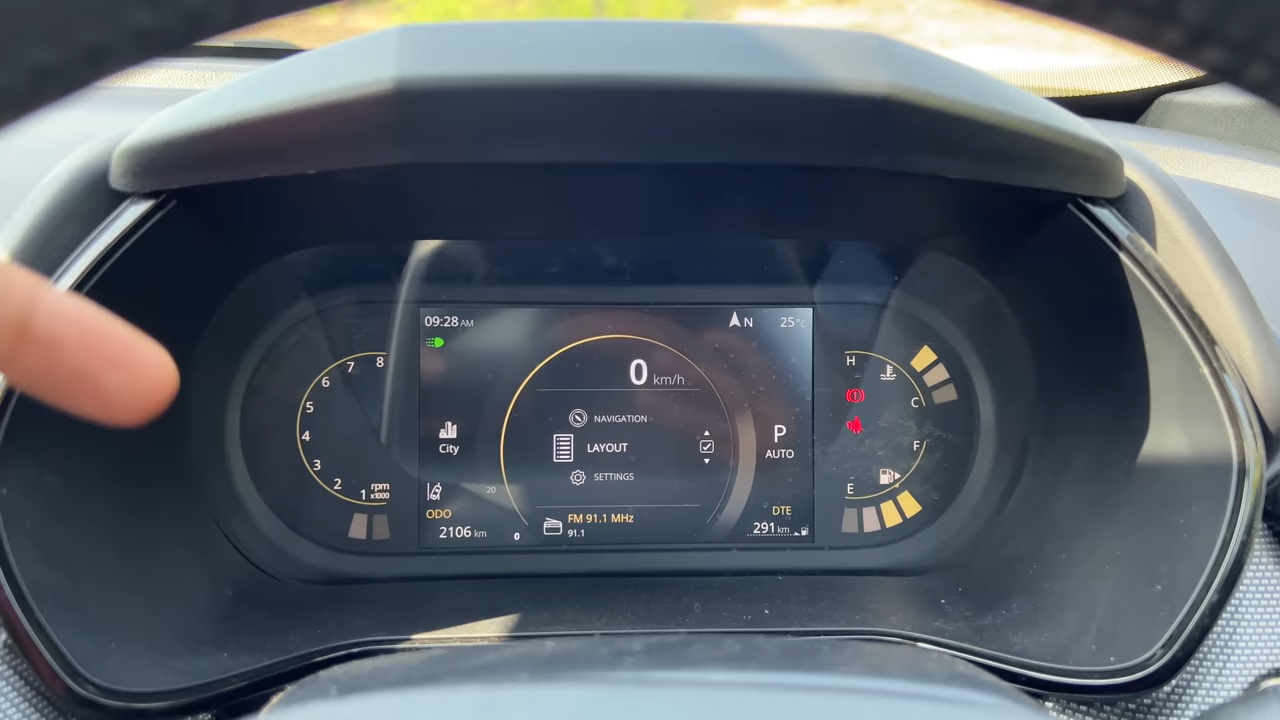 09:28 AM
N
25°C
0 km/h
NAVIGATION
LAYOUT
SETTINGS
City
P
AUTO
20
ODO
2106 km
0
FM 91.1 MHz
91.1
DTE
291 km
8
7
6
5
4
3
2
1
rpm
x1000
H
C
F
E